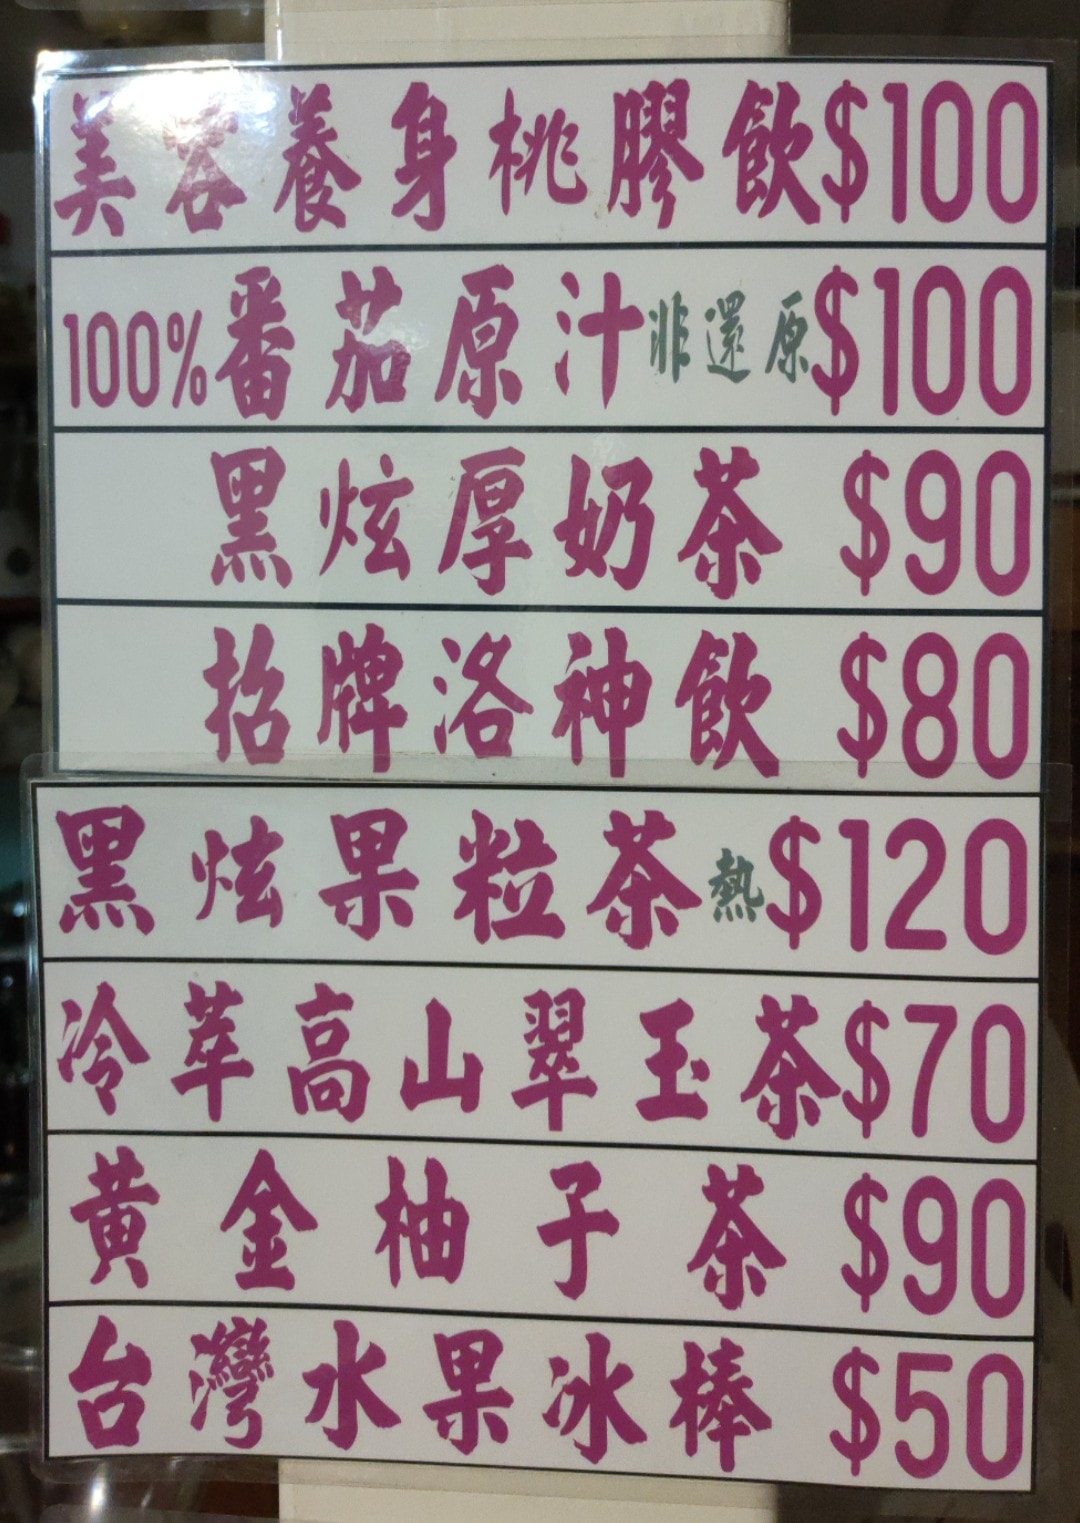 美容養身桃膠飲$100
100%番茄原汁非還原$100
黑炫厚奶茶 $90
招牌洛神飲 $80
黑炫果粒茶熱$120
冷萃高山翠玉茶$70
黃金柚子茶 $90
台灣水果冰棒 $50